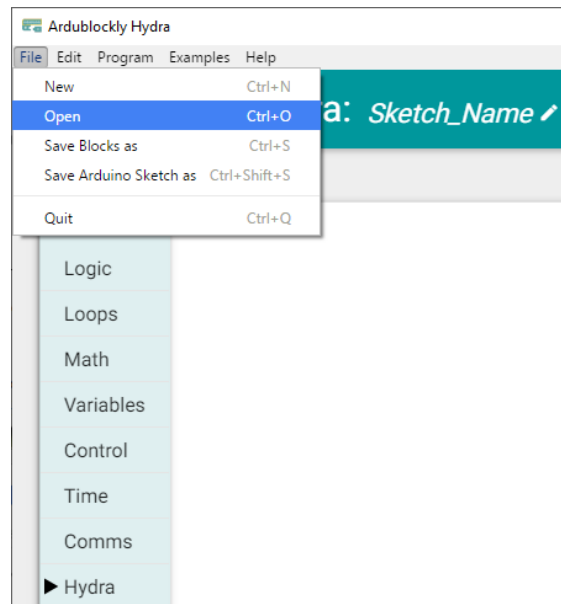 Ardublockly Hydra
File Edit Program Examples Help
New Ctrl+N
Open Ctrl+O
a: Sketch_Name
Save Blocks as Ctrl+S
Save Arduino Sketch as Ctrl+Shift+S
Quit Ctrl+Q
Logic
Loops
Math
Variables
Control
Time
Comms
Hydra